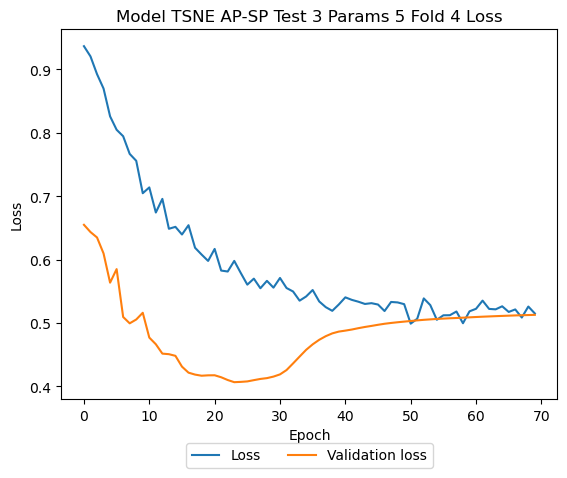 Model TSNE AP-SP Test 3 Params 5 Fold 4 Loss
Loss
0.9
0.8
0.7
0.6
0.5
0.4
0 10 20 30 40 50 60 70
Epoch
Loss Validation loss